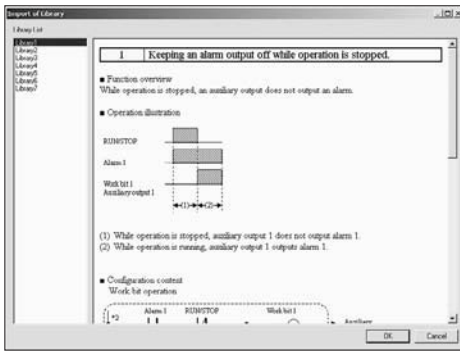 Import of Library
Library List
Library1
Library2
Library3
Library4
Library5
Library6
Library7
1 Keeping an alarm output off while operation is stopped.
■ Function overview
While operation is stopped, an auxiliary output does not output an alarm.
■ Operation illustration
RUN/STOP
Alarm 1
Work bit 1
Auxiliary output 1
(1) (2)
(1) While operation is stopped, auxiliary output 1 does not output alarm 1.
(2) While operation is running, auxiliary output 1 outputs alarm 1.
■ Configuration content
Work bit operation
*2 Alarm 1 RUN/STOP Work bit 1
Auxiliary
OK Cancel